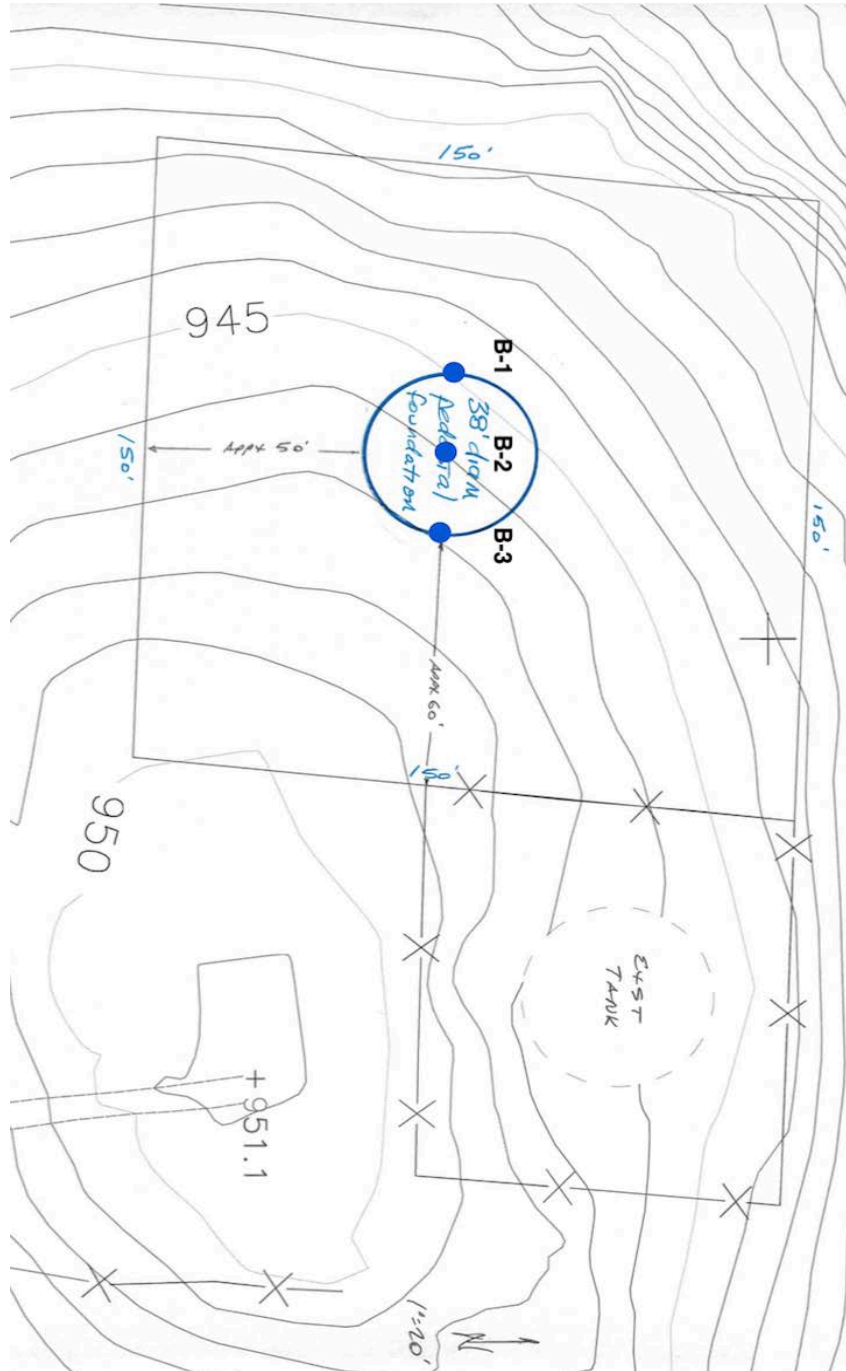 150'
945
B-1
B-2
B-3
38' diam
pedestal
foundation
APPX 50'
150'
150'
APPX 60'
150'
950
EXST
TANK
+951.1
1"=20'
N